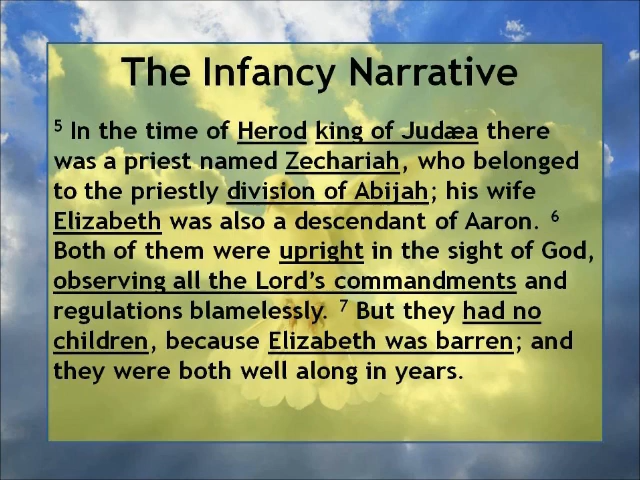 The Infancy Narrative
⁵ In the time of Herod king of Judæa there
was a priest named Zechariah, who belonged
to the priestly division of Abijah; his wife
Elizabeth was also a descendant of Aaron. ⁶
Both of them were upright in the sight of God,
observing all the Lord’s commandments and
regulations blamelessly. ⁷ But they had no
children, because Elizabeth was barren; and
they were both well along in years.